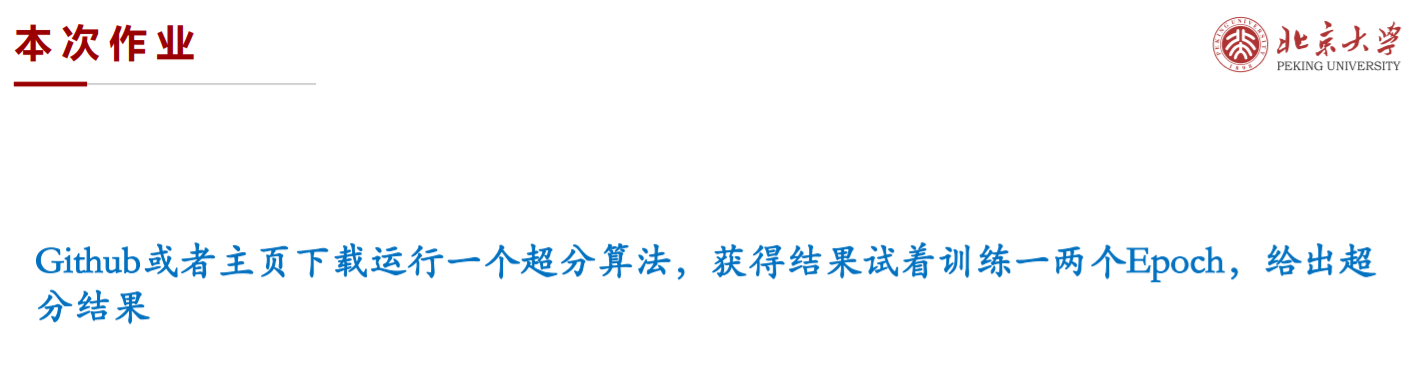 本次作业
北京大学
PEKING UNIVERSITY
Github或者主页下载运行一个超分算法，获得结果试着训练一两个Epoch，给出超
分结果